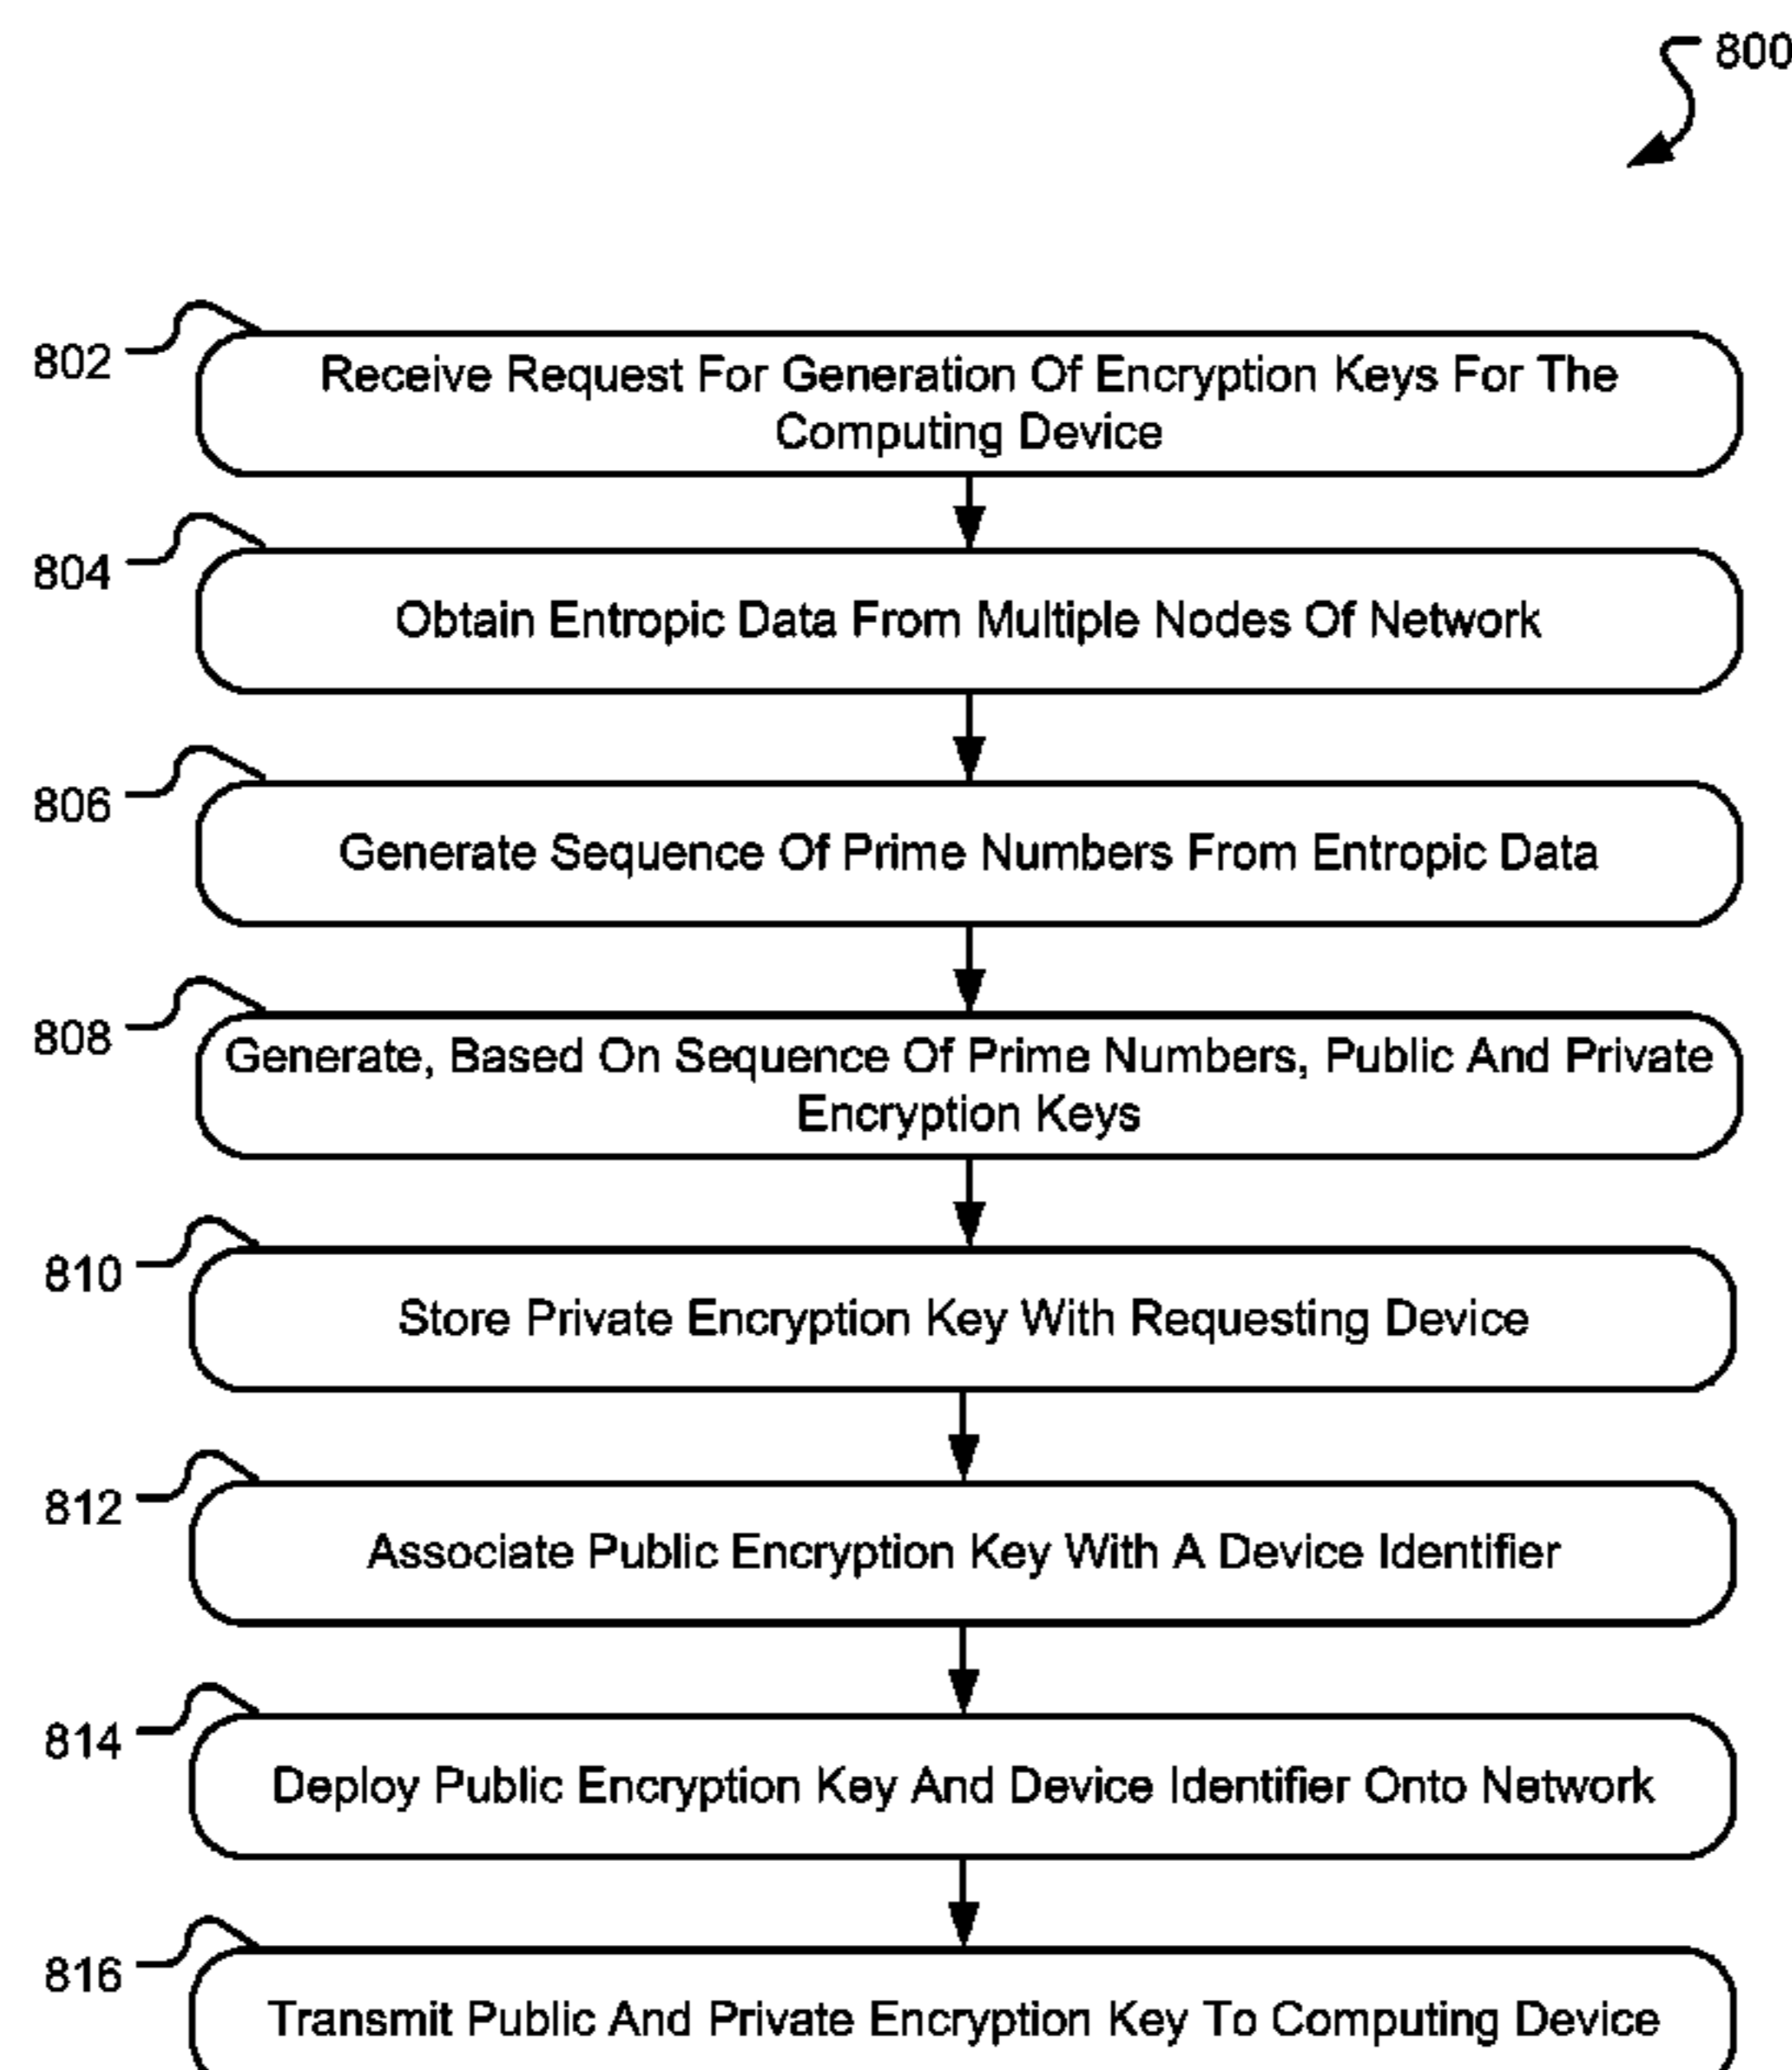 800
802
Receive Request For Generation Of Encryption Keys For The
Computing Device
804
Obtain Entropic Data From Multiple Nodes Of Network
806
Generate Sequence Of Prime Numbers From Entropic Data
808
Generate, Based On Sequence Of Prime Numbers, Public And Private
Encryption Keys
810
Store Private Encryption Key With Requesting Device
812
Associate Public Encryption Key With A Device Identifier
814
Deploy Public Encryption Key And Device Identifier Onto Network
816
Transmit Public And Private Encryption Key To Computing Device